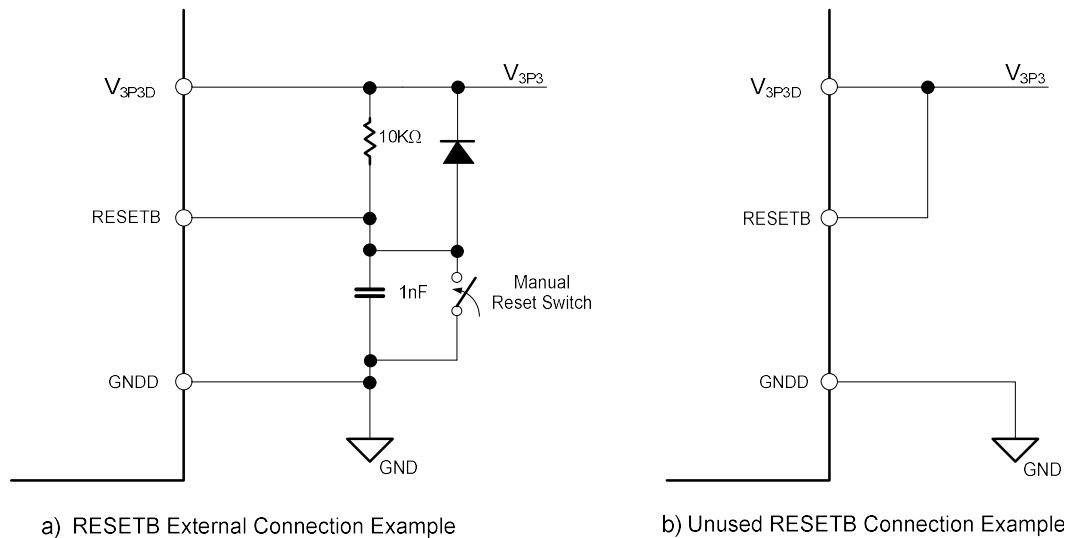 V3P3D
V3P3
10KΩ
RESETB
1nF
Manual
Reset Switch
GNDD
GND
a) RESETB External Connection Example
V3P3D
V3P3
RESETB
GNDD
GND
b) Unused RESETB Connection Example